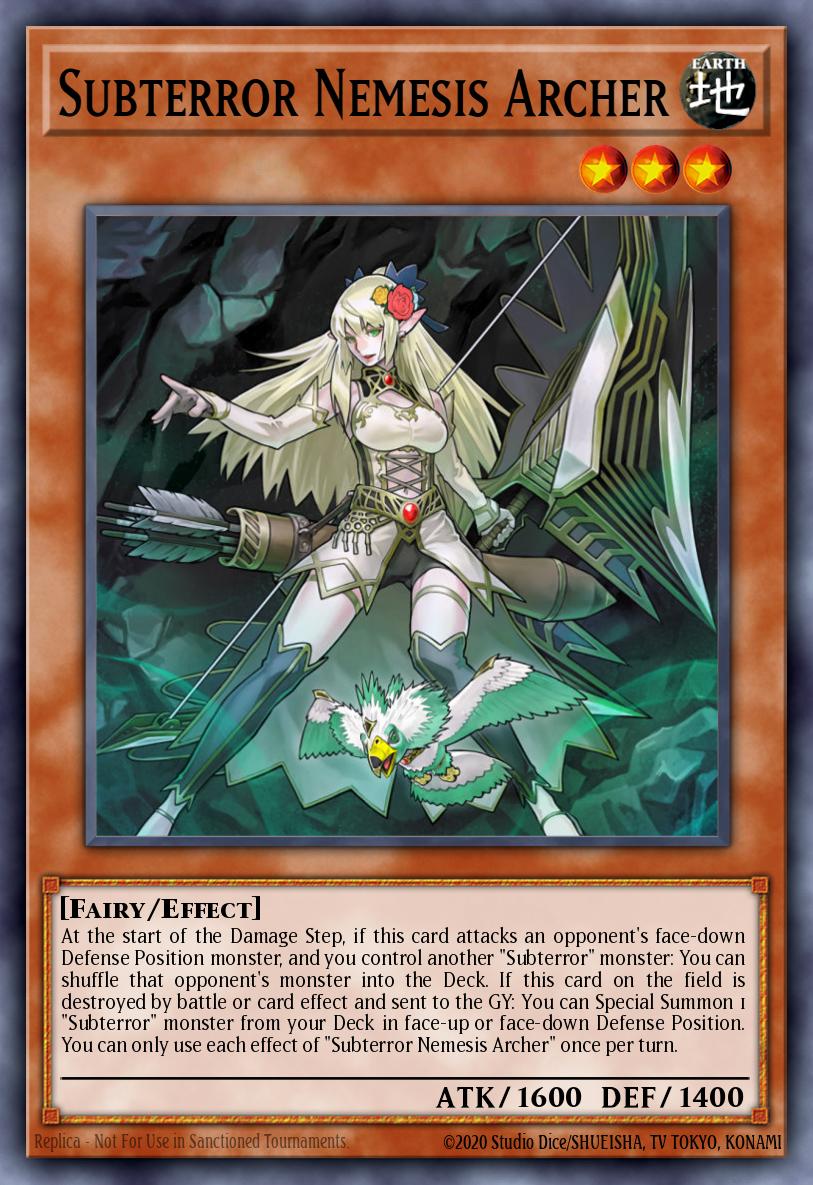 Subterror Nemesis Archer
EARTH
地
[Fairy/Effect]
At the start of the Damage Step, if this card attacks an opponent's face-down
Defense Position monster, and you control another "Subterror" monster: You can
shuffle that opponent's monster into the Deck. If this card on the field is
destroyed by battle or card effect and sent to the GY: You can Special Summon 1
"Subterror" monster from your Deck in face-up or face-down Defense Position.
You can only use each effect of "Subterror Nemesis Archer" once per turn.
ATK/1600 DEF/1400
Replica - Not For Use in Sanctioned Tournaments.
©2020 Studio Dice/SHUEISHA, TV TOKYO, KONAMI